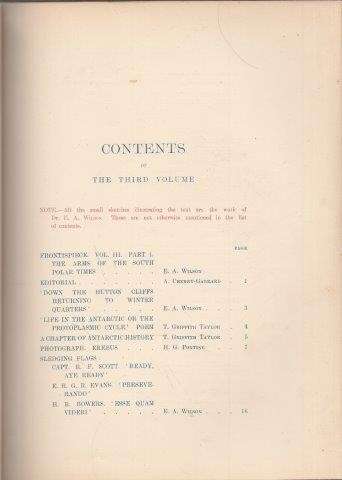 CONTENTS
OF
THE THIRD VOLUME
NOTE.—All the small sketches illustrating the text are the work of
Dr. E. A. Wilson. These are not otherwise mentioned in the list
of contents.
PAGE
FRONTISPIECE. VOL. III. PART I.
THE ARMS OF THE SOUTH
POLAR TIMES . . . . . E. A. Wilson
EDITORIAL . . . . . . A. Cherry-Garrard . 1
'DOWN THE HUTTON CLIFFS
RETURNING TO WINTER
QUARTERS' . . . . . E. A. Wilson . . 3
'LIFE IN THE ANTARCTIC OR THE
PROTOPLASMIC CYCLE.' POEM T. Griffith Taylor . 4
A CHAPTER OF ANTARCTIC HISTORY T. Griffith Taylor . 5
PHOTOGRAPH. EREBUS . . . . H. G. Ponting . . 7
SLEDGING FLAGS
CAPT. R. F. SCOTT 'READY,
AYE READY'
E. R. G. R. EVANS. 'PERSEVE-
RANDO'
H. R. BOWERS. 'ESSE QUAM
VIDERI' . . . . . . E. A. Wilson . . 14